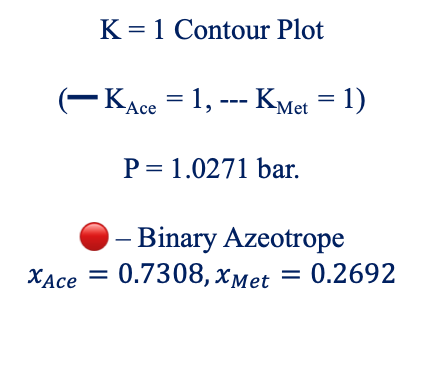 K = 1 Contour Plot
(— K_Ace = 1, --- K_Met = 1)
P = 1.0271 bar.
– Binary Azeotrope
x_Ace = 0.7308, x_Met = 0.2692